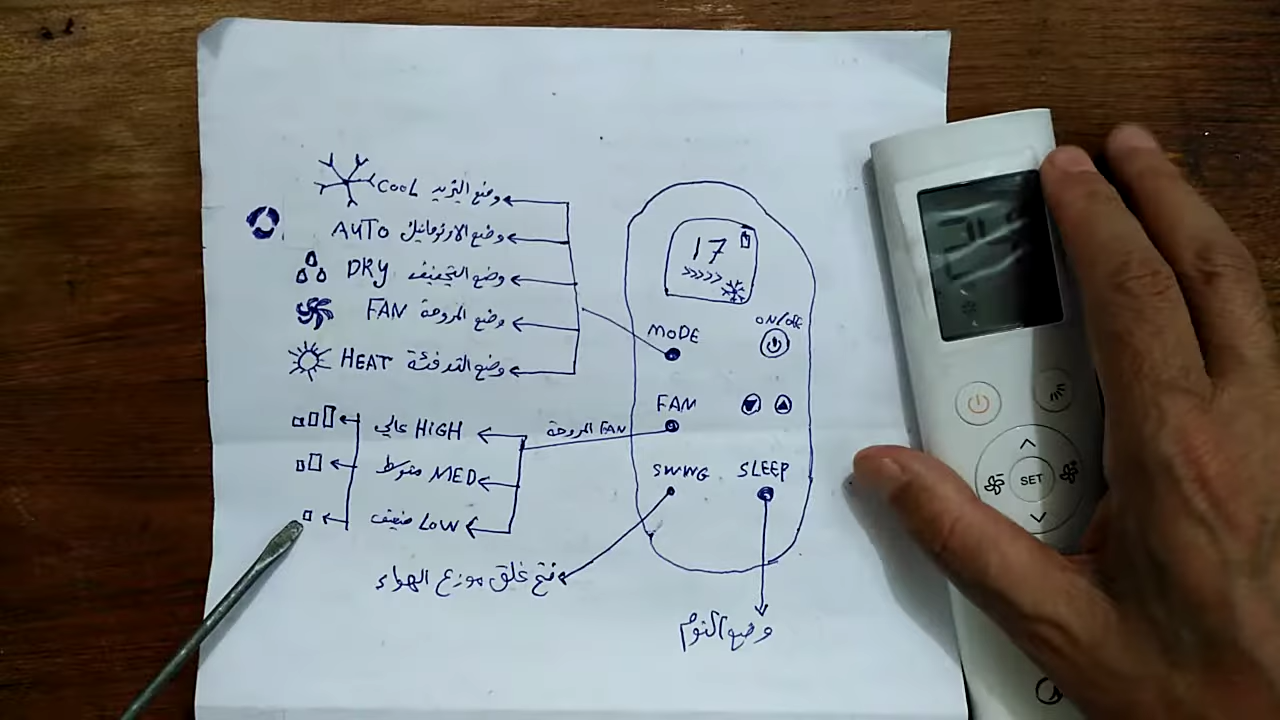 وضع التبريد COOL
وضع الاوتوماتيك AUTO
وضع التجفيف DRY
وضع المروحة FAN
وضع التدفئة HEAT
17
MODE
ON/OFF
FAN
المروحة FAN
عالي HIGH
متوسط MED
ضعيف LOW
SWNG
SLEEP
فتح غلق موزع الهواء
وضع النوم
SET